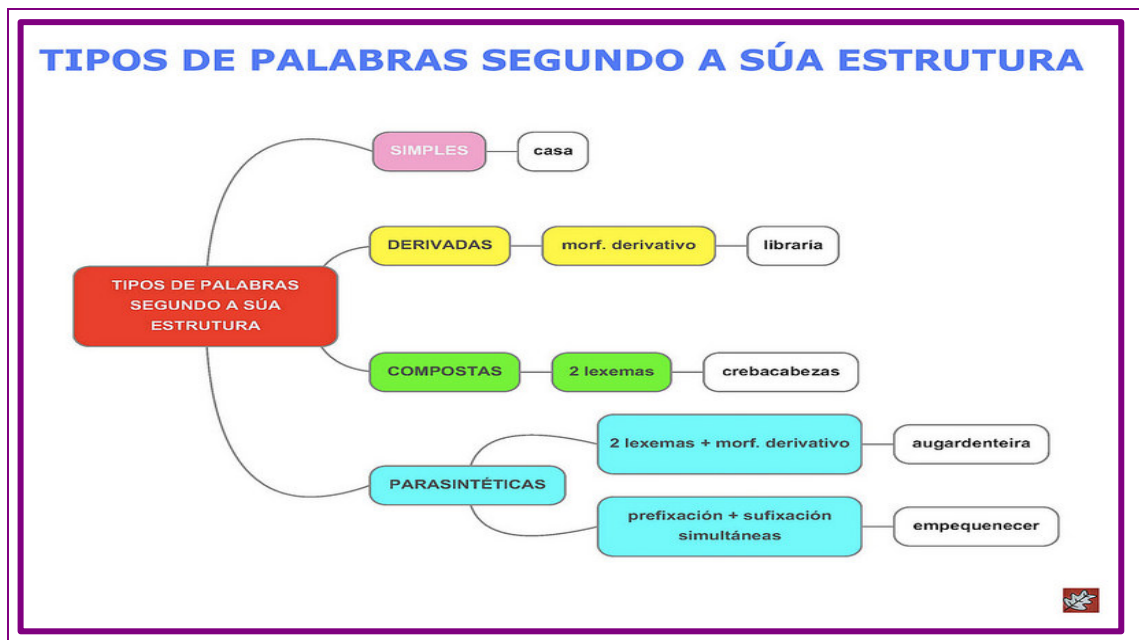 TIPOS DE PALABRAS SEGUNDO A SÚA ESTRUTURA
SIMPLES
casa
DERIVADAS
morf. derivativo
libraría
TIPOS DE PALABRAS
SEGUNDO A SÚA
ESTRUTURA
COMPOSTAS
2 lexemas
crebacabezas
PARASINTÉTICAS
2 lexemas + morf. derivativo
augardenteira
prefixación + sufixación
simultáneas
empequenecer